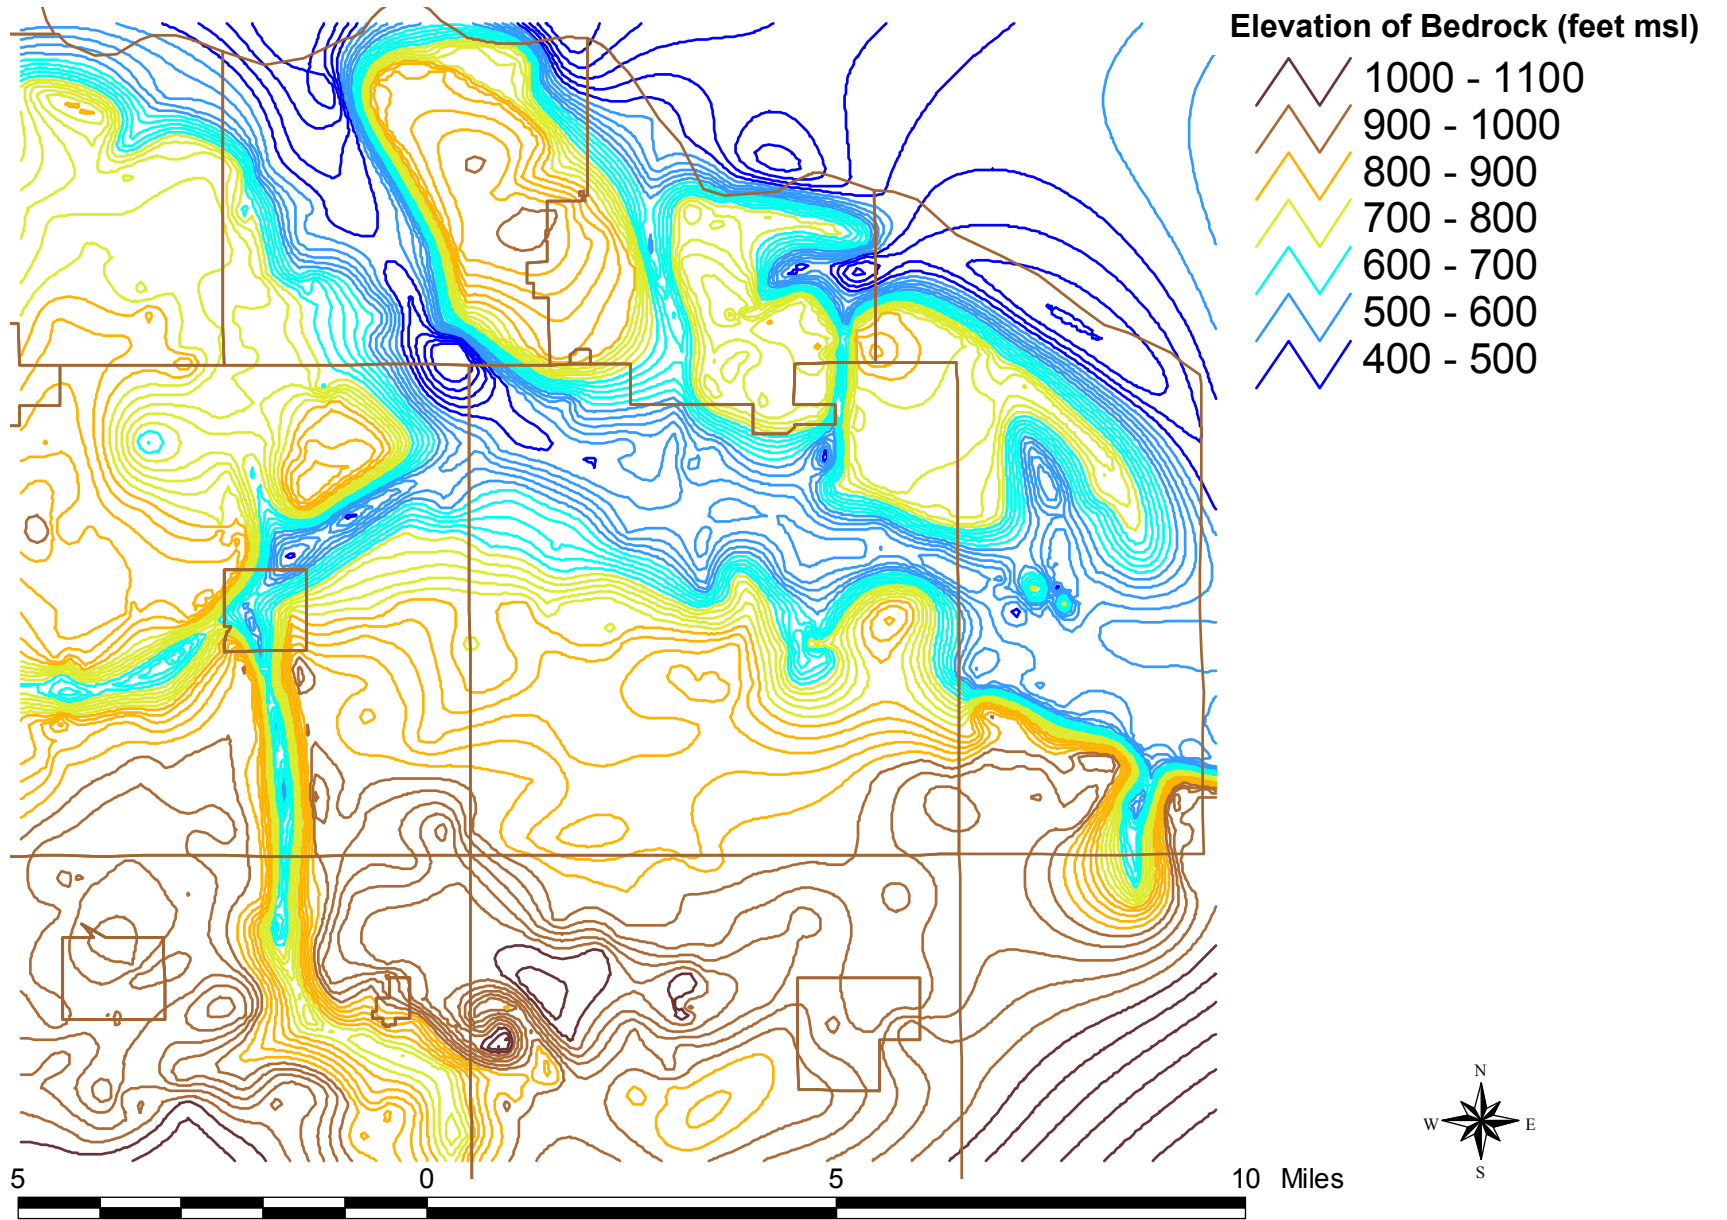 Elevation of Bedrock (feet msl)
1000 - 1100
900 - 1000
800 - 900
700 - 800
600 - 700
500 - 600
400 - 500
N
W E
S
5 0 5 10 Miles